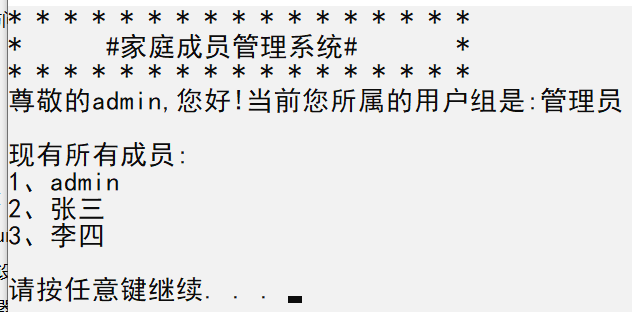 * * * * * * * * * * * * * * * * *
* #家庭成员管理系统# *
* * * * * * * * * * * * * * * * *
尊敬的admin,您好!当前您所属的用户组是:管理员
现有所有成员:
1、admin
2、张三
3、李四
请按任意键继续. . .